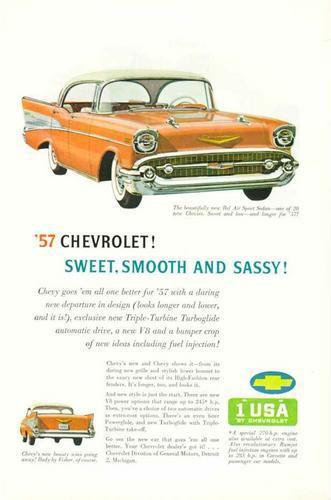 The beautifully new Bel Air Sport Sedan—one of 20
new Chevies. Sweet and low—and longer for '57!
'57 CHEVROLET!
SWEET, SMOOTH AND SASSY!
Chevy goes 'em all one better for '57 with a daring
new departure in design (looks longer and lower,
and it is!), exclusive new Triple-Turbine Turboglide
automatic drive, a new V8 and a bumper crop
of new ideas including fuel injection!
Chevy's new and Chevy shows it—from its
daring new grille and stylish lower bonnet to
the saucy new slant of its High-Fashion rear
fenders. It's longer, too, and looks it.
And new style is just the start. There are new
V8 power options that range up to 245* h.p.
Then, you've a choice of two automatic drives
as extra-cost options. There's an even finer
Powerglide, and new Turboglide with Triple-
Turbine take-off.
Go see the new car that goes 'em all one
better. Your Chevrolet dealer's got it! . . .
Chevrolet Division of General Motors, Detroit
2, Michigan.
Chevy's new beauty wins going
away! Body by Fisher, of course.
1 USA
'57 CHEVROLET
*A special 270-h.p. engine
also available at extra cost.
Also revolutionary Ramjet
fuel injection engines with up
to 283 h.p. in Corvette and
passenger car models.